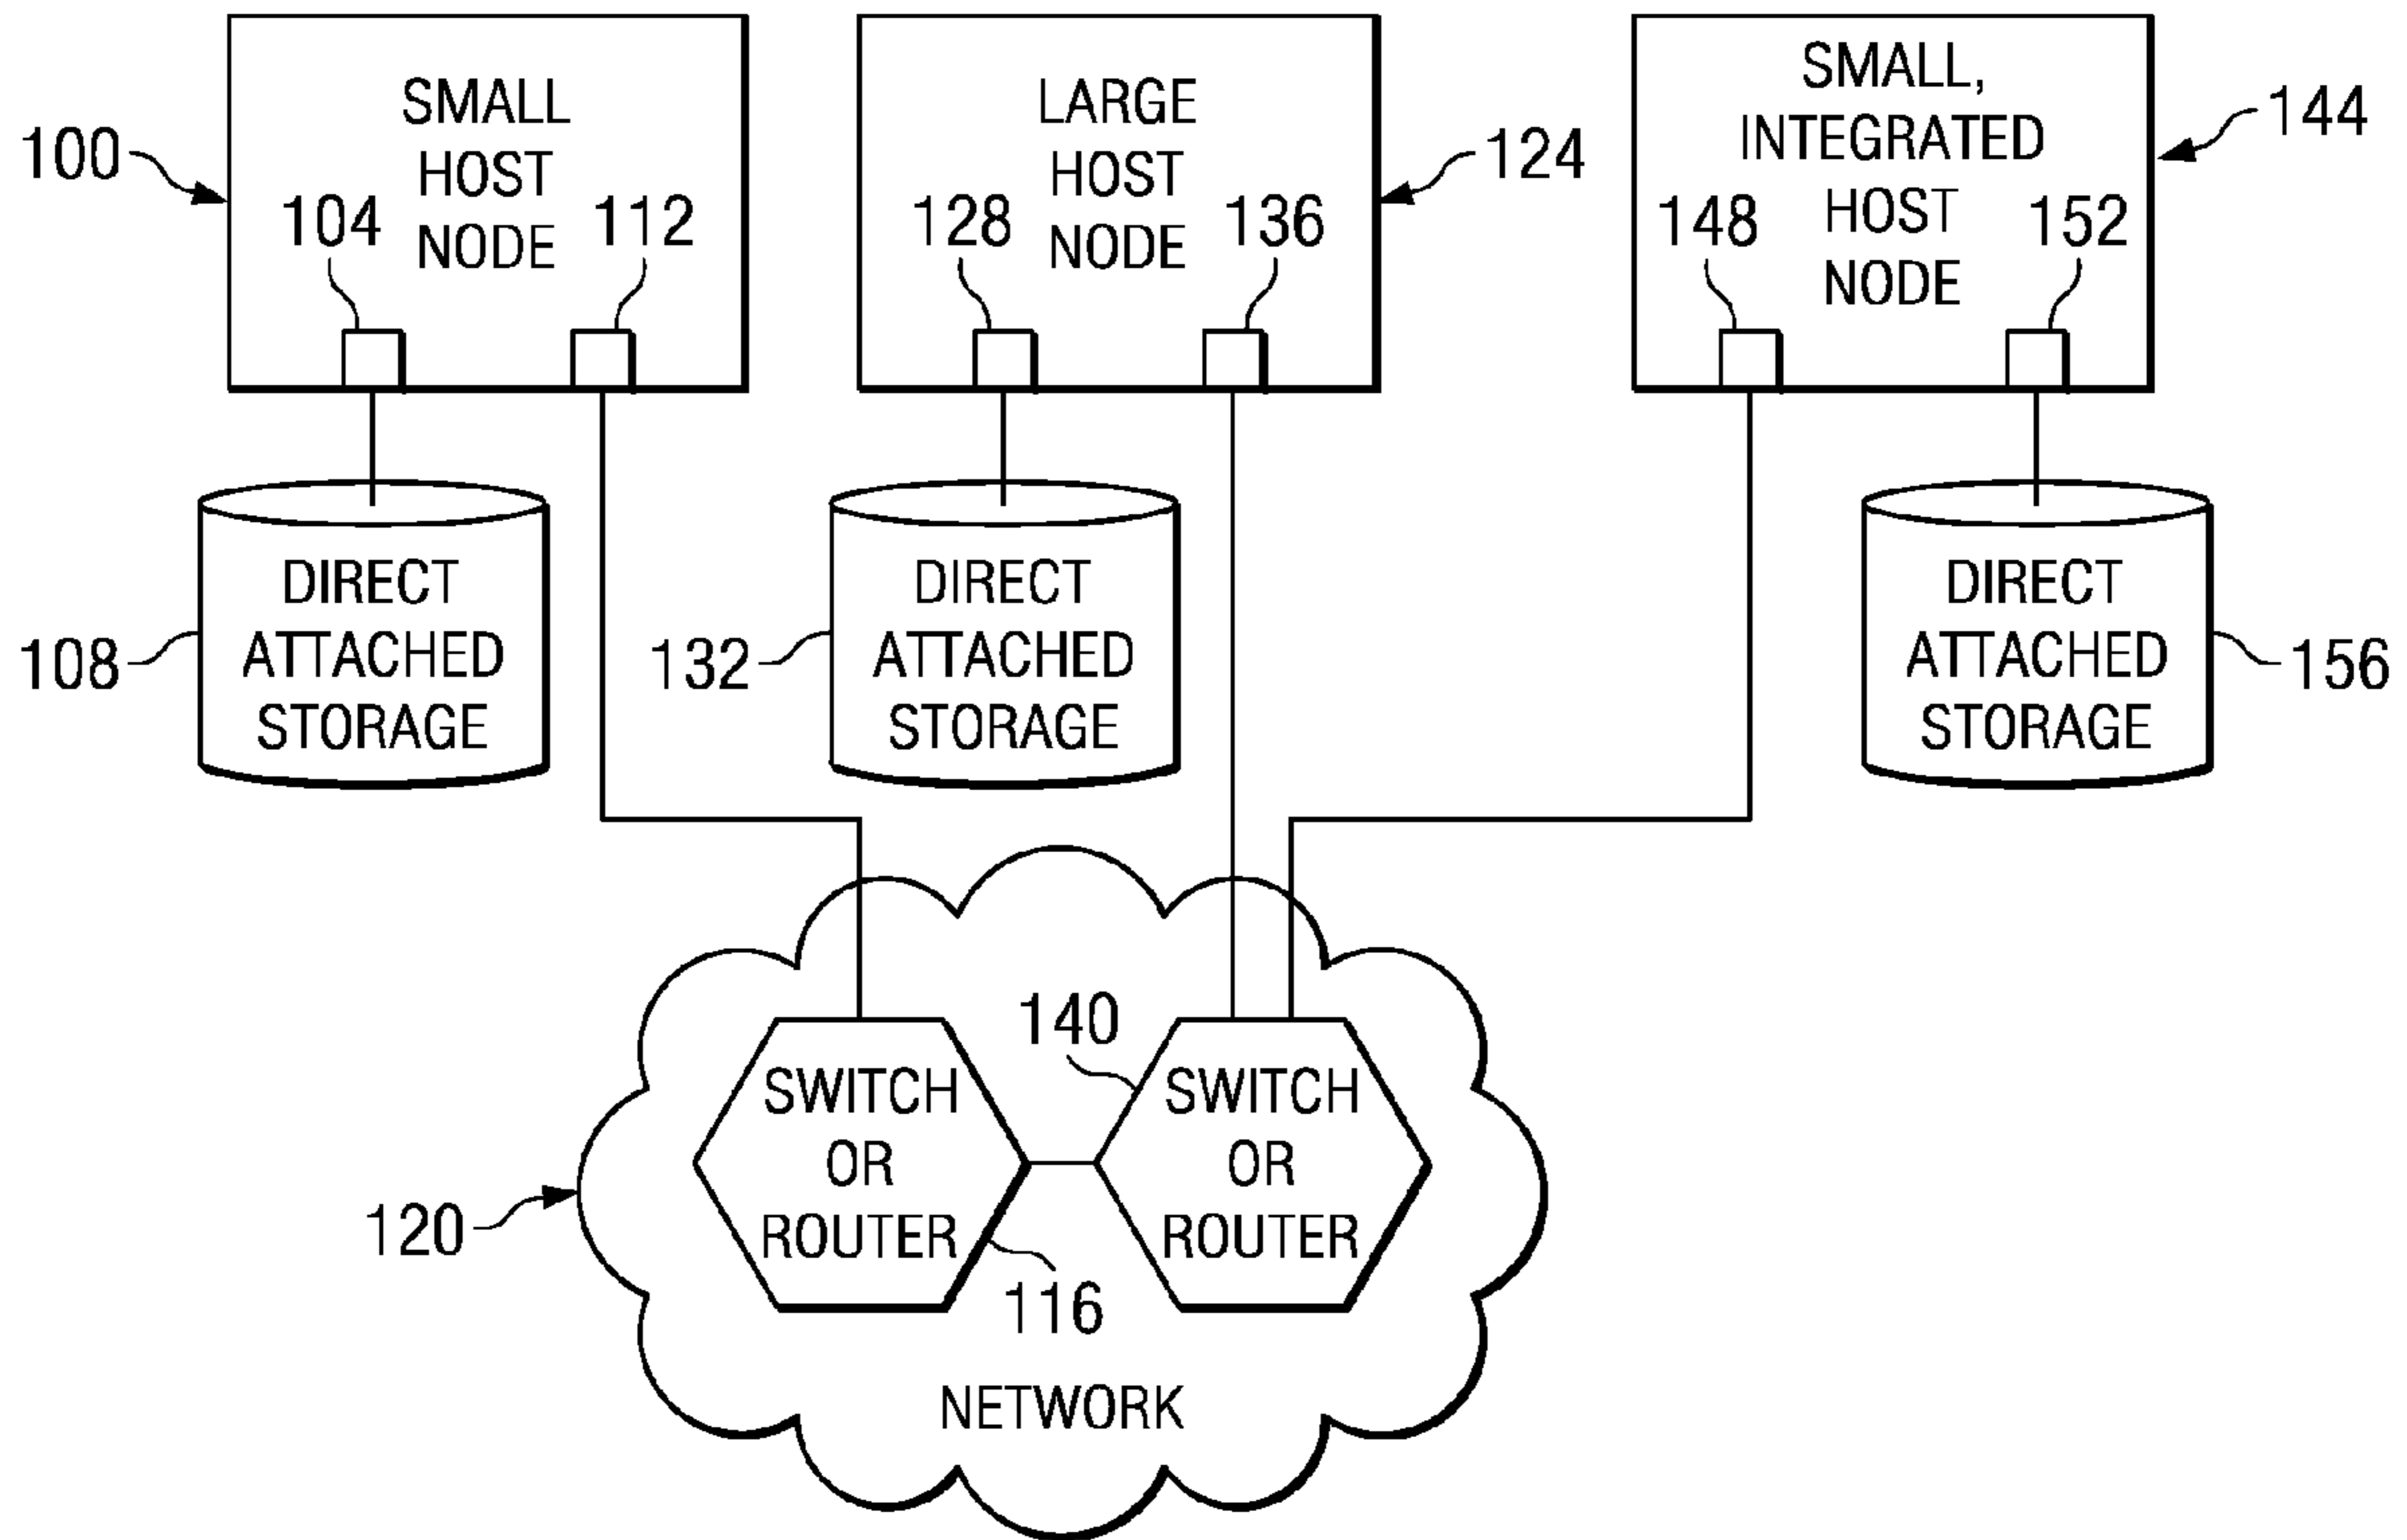 SMALL
HOST
NODE
100
104
112
LARGE
HOST
NODE
124
128
136
SMALL,
INTEGRATED
HOST
NODE
144
148
152
DIRECT
ATTACHED
STORAGE
108
DIRECT
ATTACHED
STORAGE
132
DIRECT
ATTACHED
STORAGE
156
140
SWITCH
OR
ROUTER
SWITCH
OR
ROUTER
120
116
NETWORK